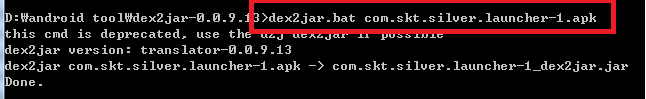 D:₩android tool₩dex2jar-0.0.9.13>dex2jar.bat com.skt.silver.launcher-1.apk
this cmd is deprecated, use the d2j-dex2jar if possible
dex2jar version: translator-0.0.9.13
dex2jar com.skt.silver.launcher-1.apk -> com.skt.silver.launcher-1_dex2jar.jar
Done.